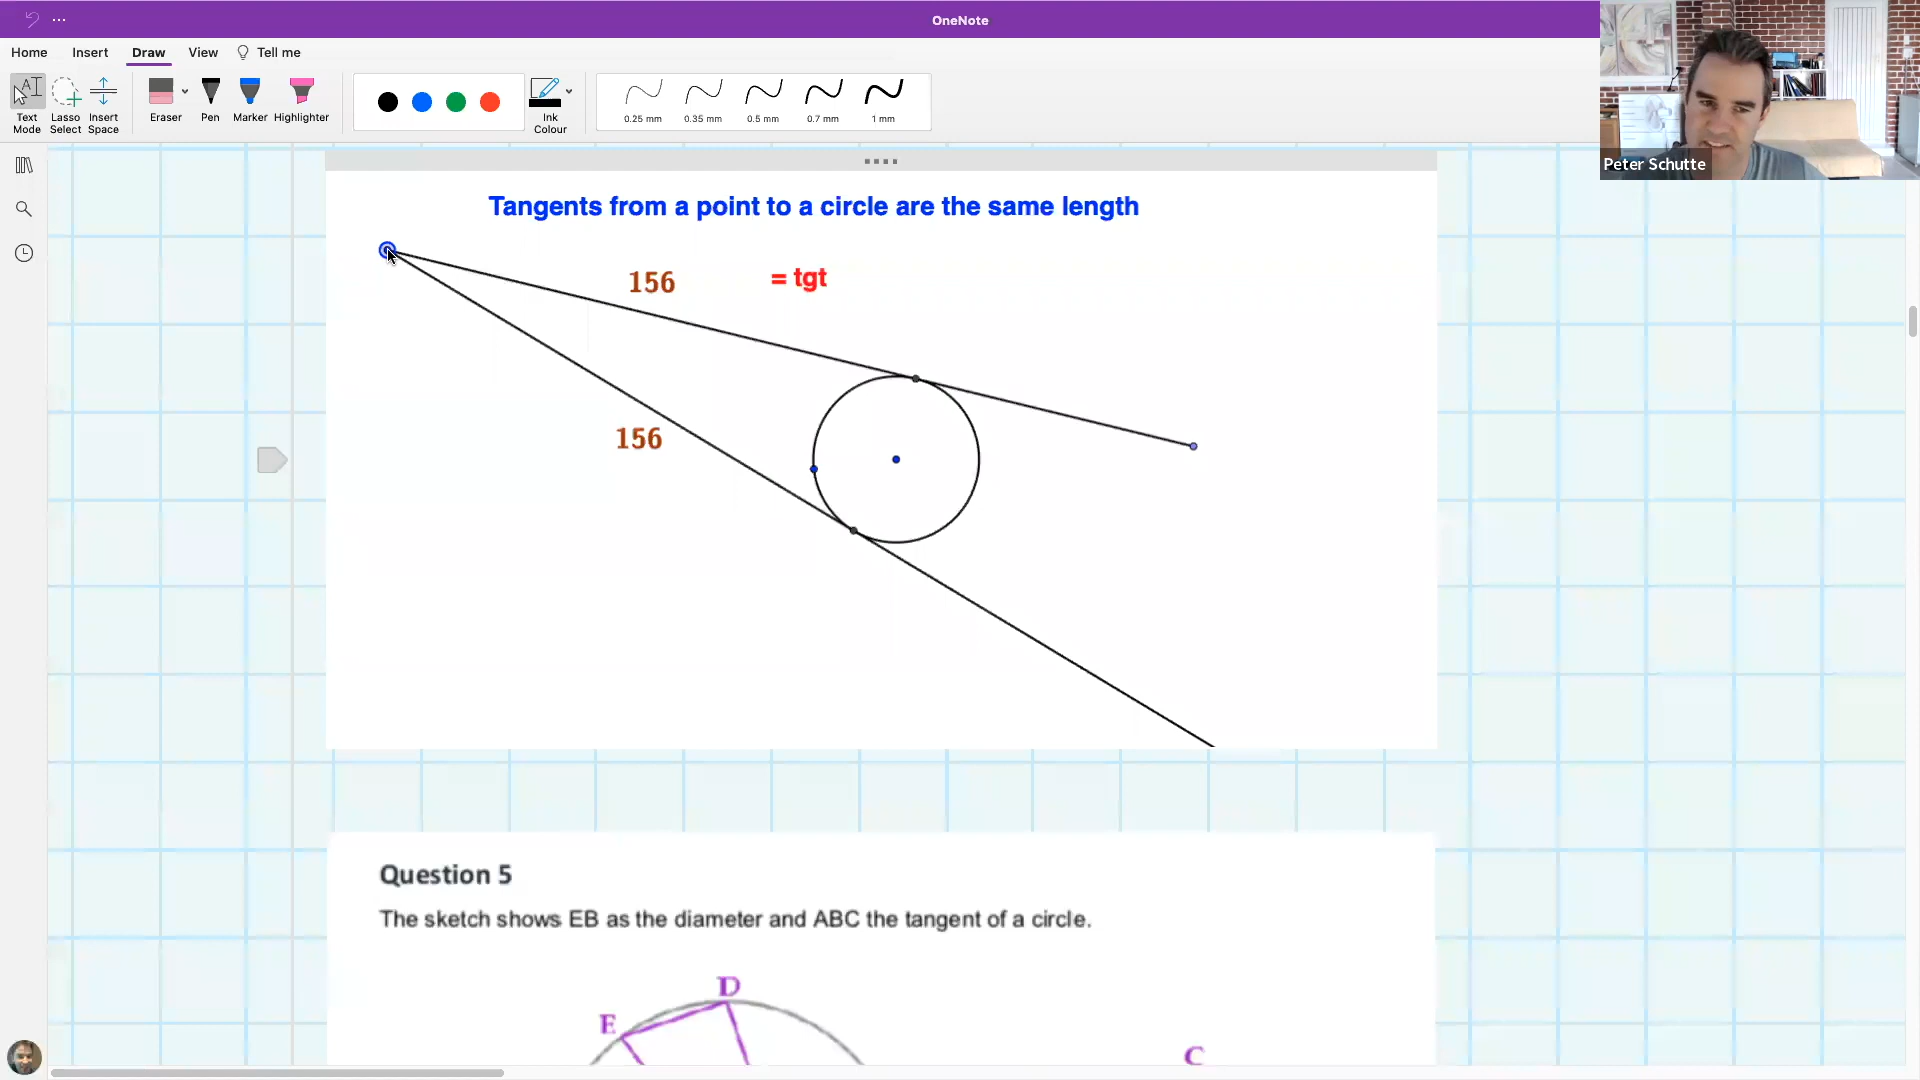 OneNote
Home Insert Draw View Tell me
Text Mode
Lasso Select
Insert Space
Eraser
Pen
Marker
Highlighter
Ink Colour
0.25 mm
0.35 mm
0.5 mm
0.7 mm
1 mm
Peter Schutte
Tangents from a point to a circle are the same length
156 = tgt
156
Question 5
The sketch shows EB as the diameter and ABC the tangent of a circle.
D
E
C